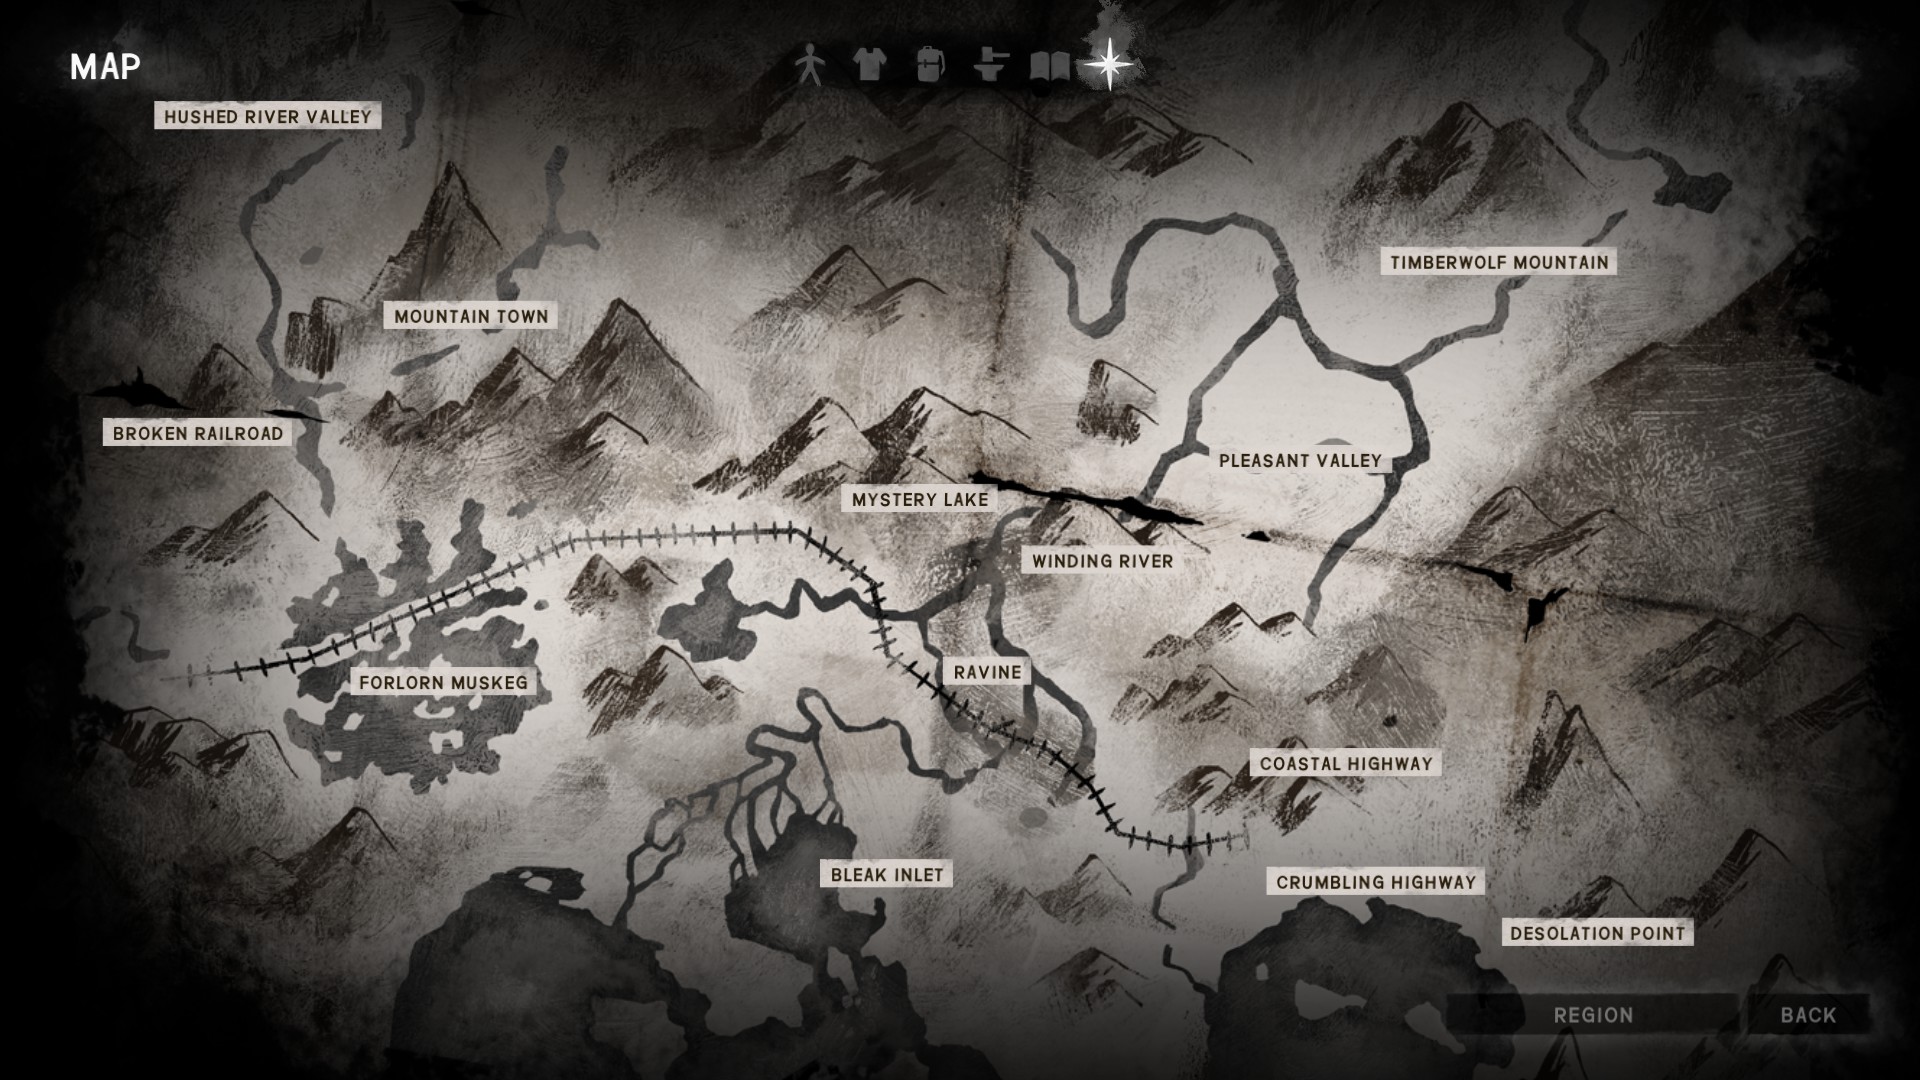 MAP
HUSHED RIVER VALLEY
TIMBERWOLF MOUNTAIN
MOUNTAIN TOWN
BROKEN RAILROAD
PLEASANT VALLEY
MYSTERY LAKE
WINDING RIVER
RAVINE
FORLORN MUSKEG
COASTAL HIGHWAY
BLEAK INLET
CRUMBLING HIGHWAY
DESOLATION POINT
REGION
BACK